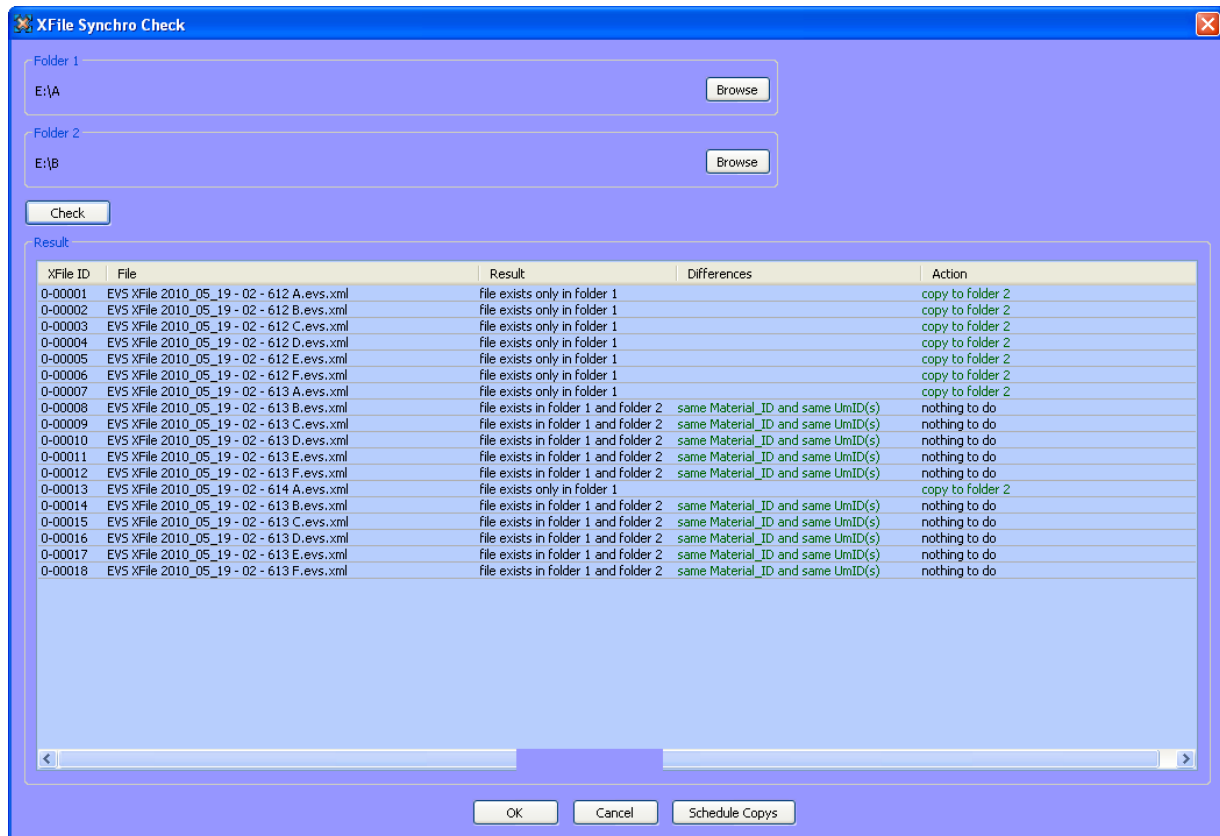 XFile Synchro Check
Folder 1
E:\A
Browse
Folder 2
E:\B
Browse
Check
Result
XFile ID File Result Differences Action
0-00001 EVS XFile 2010_05_19 - 02 - 612 A.evs.xml file exists only in folder 1 copy to folder 2
0-00002 EVS XFile 2010_05_19 - 02 - 612 B.evs.xml file exists only in folder 1 copy to folder 2
0-00003 EVS XFile 2010_05_19 - 02 - 612 C.evs.xml file exists only in folder 1 copy to folder 2
0-00004 EVS XFile 2010_05_19 - 02 - 612 D.evs.xml file exists only in folder 1 copy to folder 2
0-00005 EVS XFile 2010_05_19 - 02 - 612 E.evs.xml file exists only in folder 1 copy to folder 2
0-00006 EVS XFile 2010_05_19 - 02 - 612 F.evs.xml file exists only in folder 1 copy to folder 2
0-00007 EVS XFile 2010_05_19 - 02 - 613 A.evs.xml file exists only in folder 1 copy to folder 2
0-00008 EVS XFile 2010_05_19 - 02 - 613 B.evs.xml file exists in folder 1 and folder 2 same Material_ID and same UmID(s) nothing to do
0-00009 EVS XFile 2010_05_19 - 02 - 613 C.evs.xml file exists in folder 1 and folder 2 same Material_ID and same UmID(s) nothing to do
0-00010 EVS XFile 2010_05_19 - 02 - 613 D.evs.xml file exists in folder 1 and folder 2 same Material_ID and same UmID(s) nothing to do
0-00011 EVS XFile 2010_05_19 - 02 - 613 E.evs.xml file exists in folder 1 and folder 2 same Material_ID and same UmID(s) nothing to do
0-00012 EVS XFile 2010_05_19 - 02 - 613 F.evs.xml file exists in folder 1 and folder 2 same Material_ID and same UmID(s) nothing to do
0-00013 EVS XFile 2010_05_19 - 02 - 614 A.evs.xml file exists only in folder 1 copy to folder 2
0-00014 EVS XFile 2010_05_19 - 02 - 613 B.evs.xml file exists in folder 1 and folder 2 same Material_ID and same UmID(s) nothing to do
0-00015 EVS XFile 2010_05_19 - 02 - 613 C.evs.xml file exists in folder 1 and folder 2 same Material_ID and same UmID(s) nothing to do
0-00016 EVS XFile 2010_05_19 - 02 - 613 D.evs.xml file exists in folder 1 and folder 2 same Material_ID and same UmID(s) nothing to do
0-00017 EVS XFile 2010_05_19 - 02 - 613 E.evs.xml file exists in folder 1 and folder 2 same Material_ID and same UmID(s) nothing to do
0-00018 EVS XFile 2010_05_19 - 02 - 613 F.evs.xml file exists in folder 1 and folder 2 same Material_ID and same UmID(s) nothing to do
OK Cancel Schedule Copys